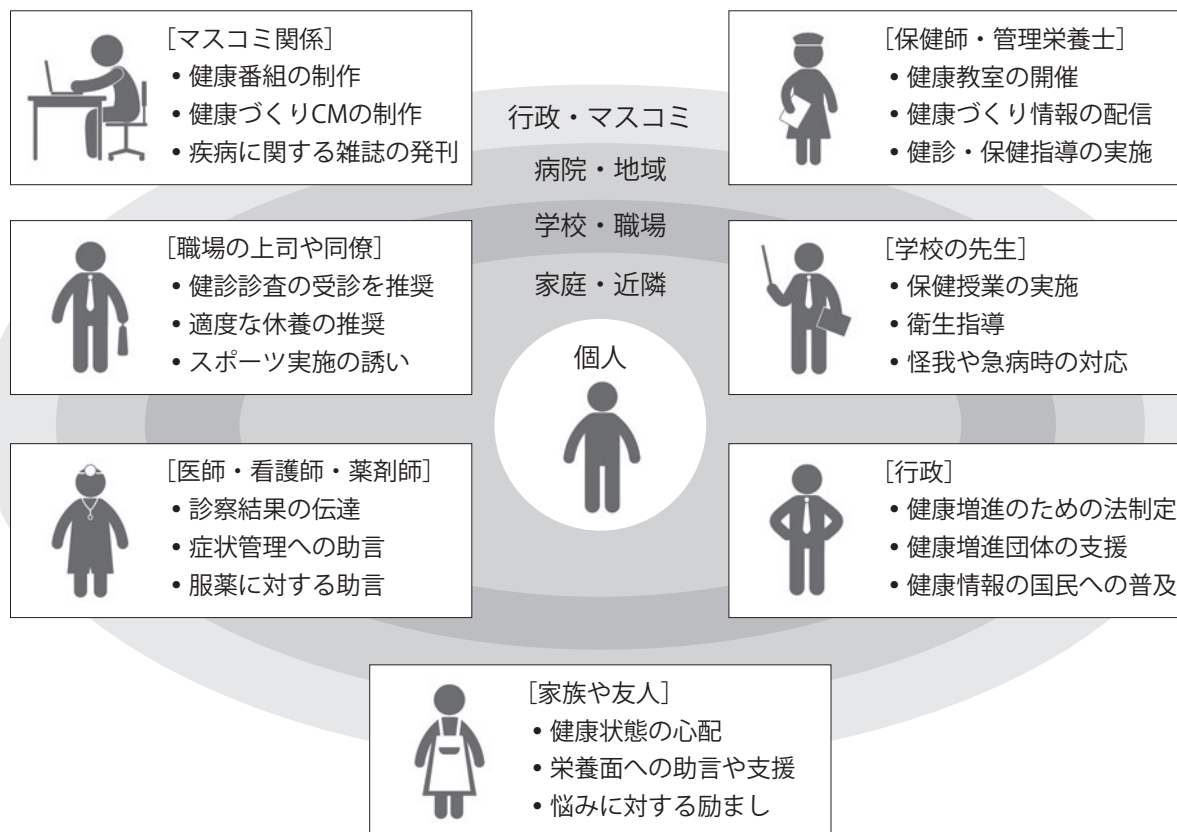 [マスコミ関係]
• 健康番組の制作
• 健康づくりCMの制作
• 疾病に関する雑誌の発刊
行政・マスコミ
病院・地域
学校・職場
家庭・近隣
個人
[保健師・管理栄養士]
• 健康教室の開催
• 健康づくり情報の配信
• 健診・保健指導の実施
[職場の上司や同僚]
• 健診診査の受診を推奨
• 適度な休養の推奨
• スポーツ実施の誘い
[学校の先生]
• 保健授業の実施
• 衛生指導
• 怪我や急病時の対応
[医師・看護師・薬剤師]
• 診察結果の伝達
• 症状管理への助言
• 服薬に対する助言
[行政]
• 健康増進のための法制定
• 健康増進団体の支援
• 健康情報の国民への普及
[家族や友人]
• 健康状態の心配
• 栄養面への助言や支援
• 悩みに対する励まし